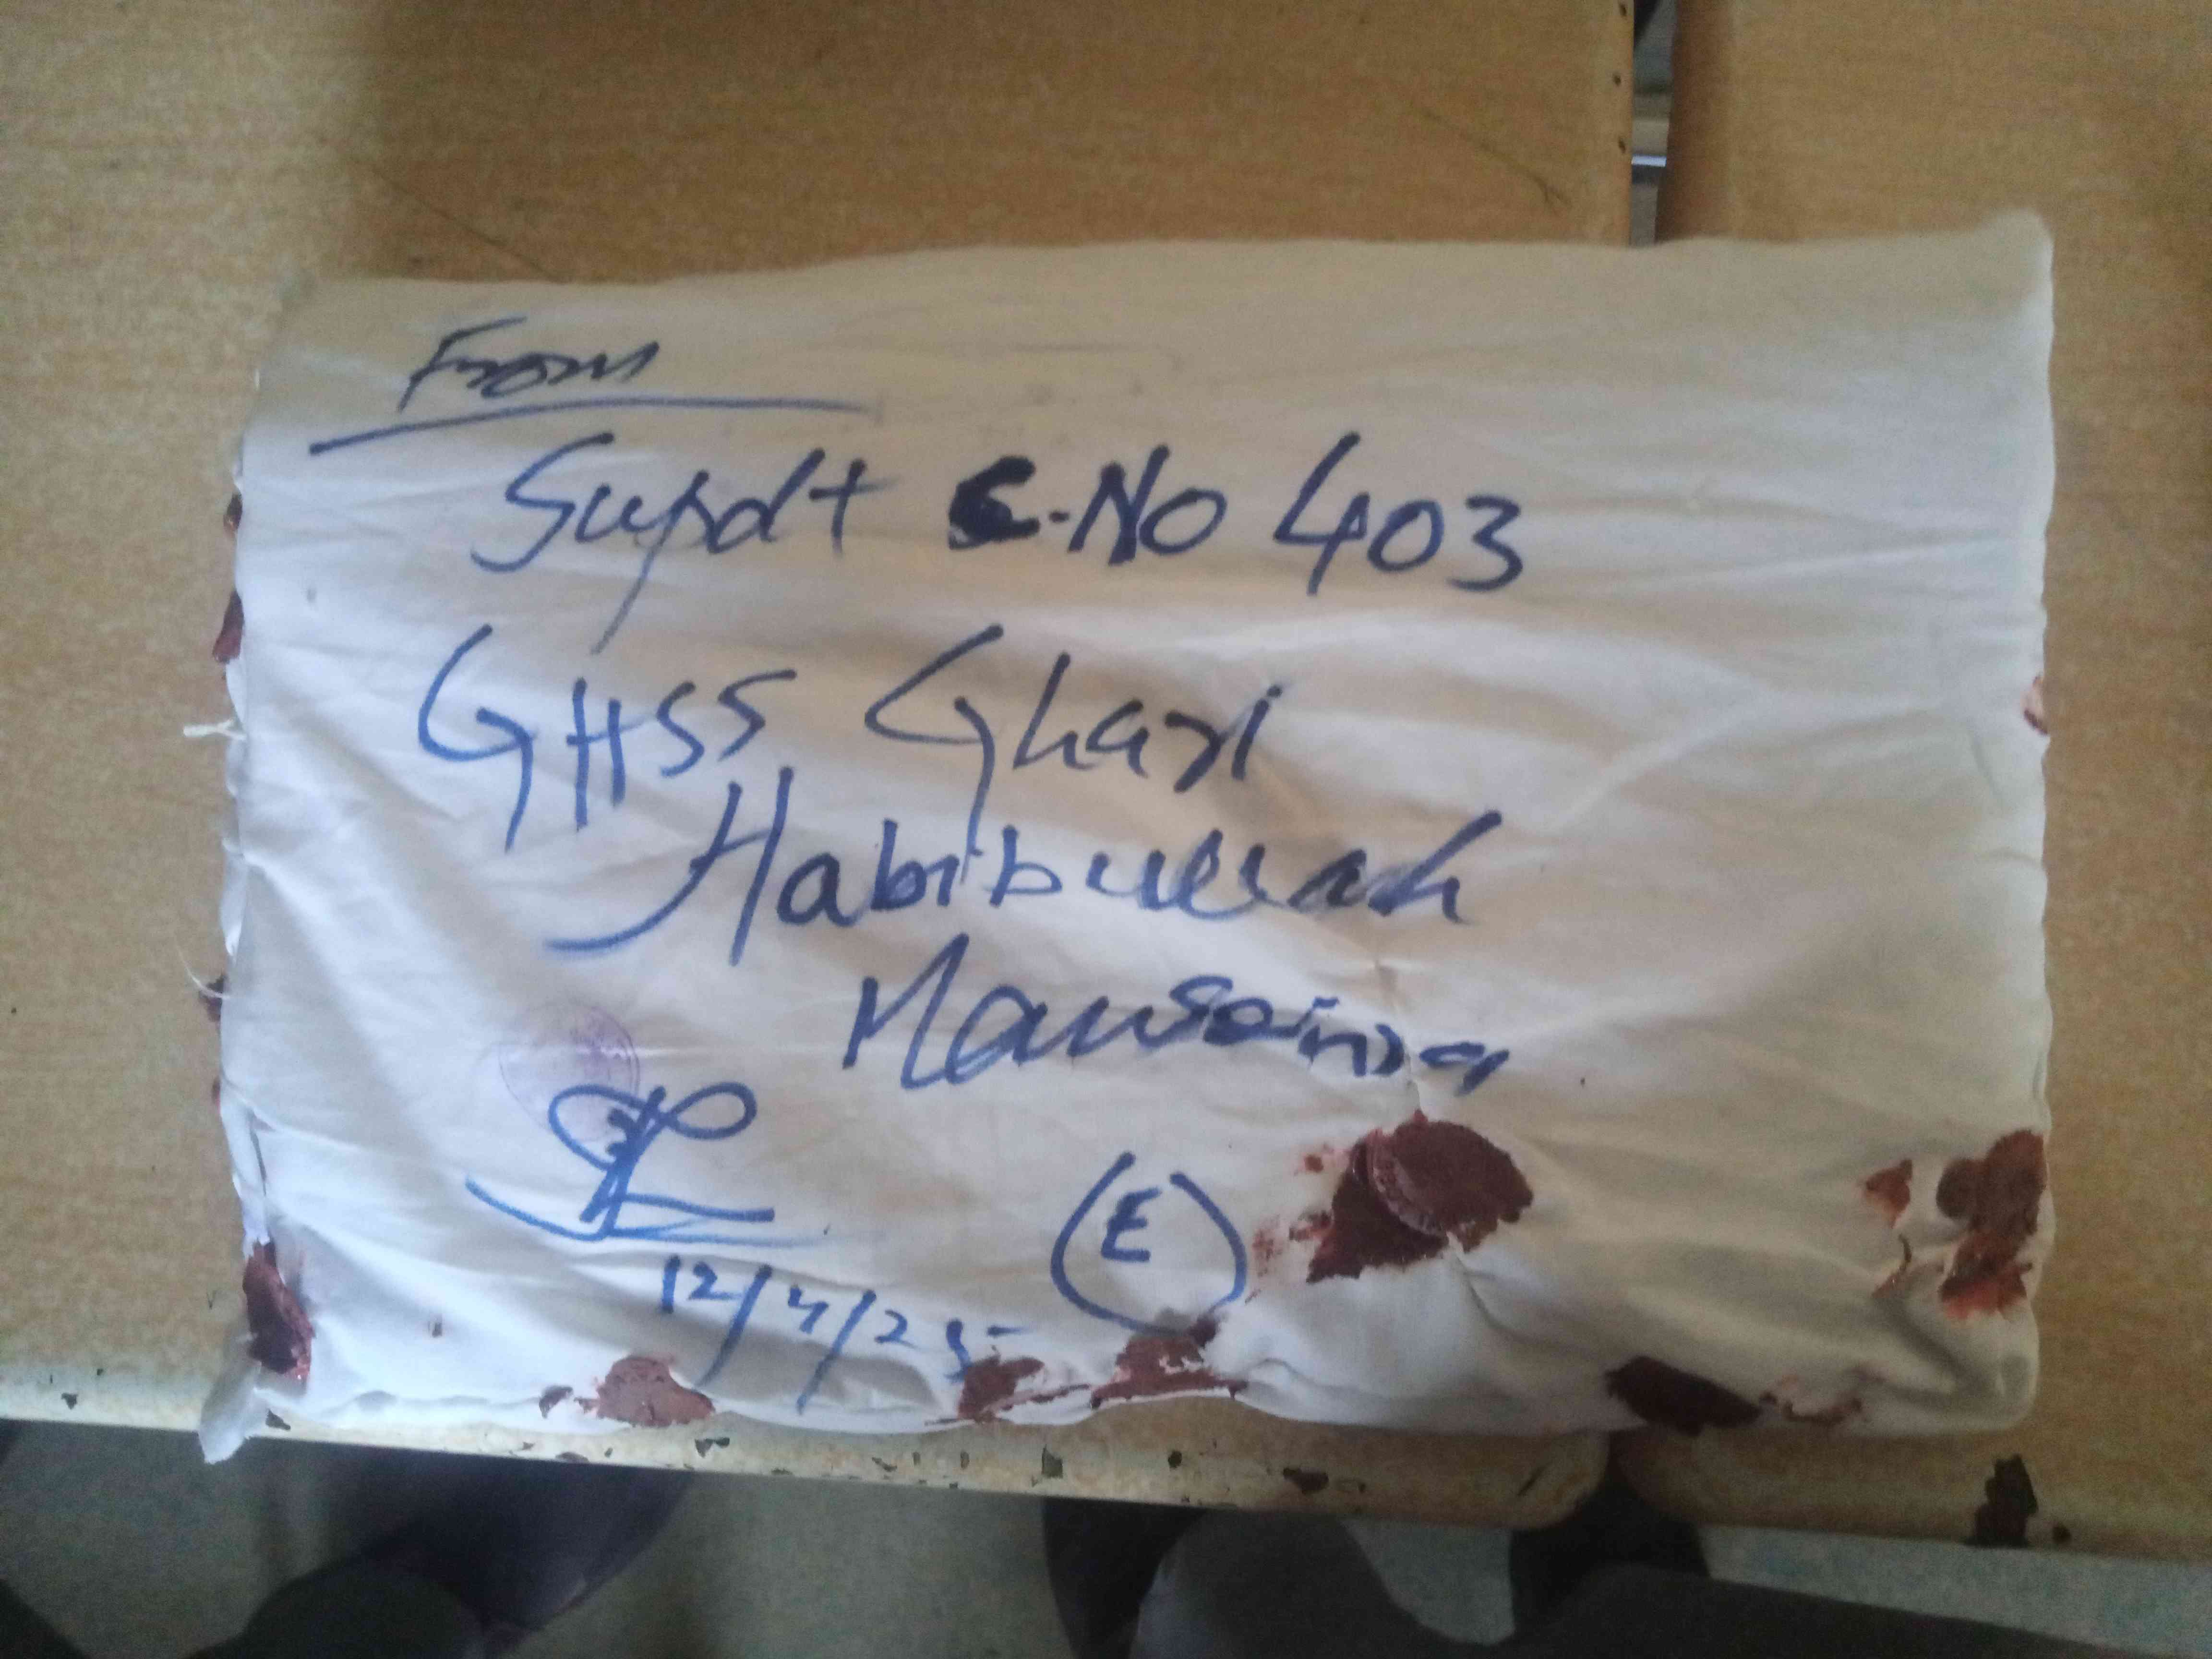 From
Supdt C.No 403
GHSS Ghazi
Habibullah
Mansehra
12/4/25
(E)